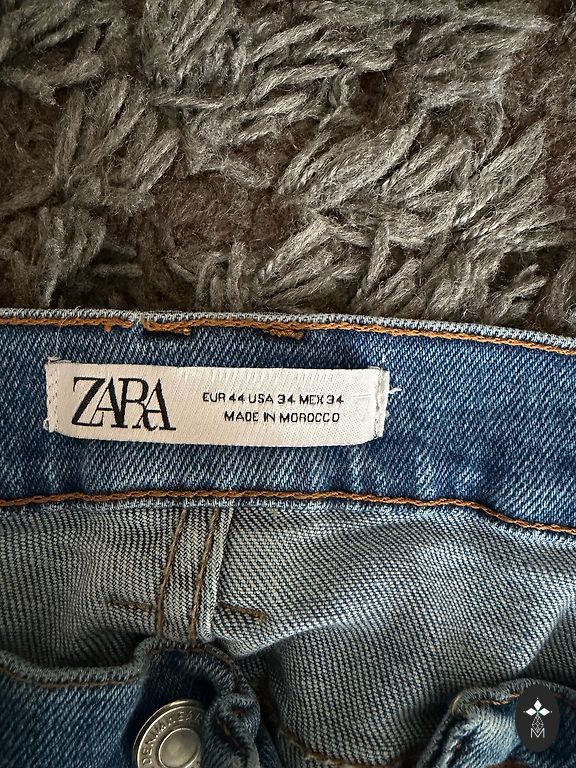 ZARA
EUR 44 USA 34 MEX 34
MADE IN MOROCCO
M